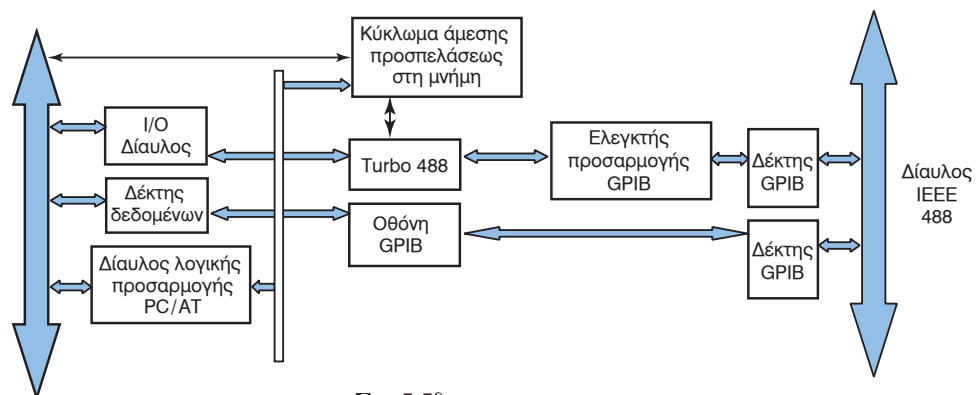 Κύκλωμα άμεσης
προσπελάσεως
στη μνήμη
I/O
Δίαυλος
Turbo 488
Ελεγκτής
προσαρμογής
GPIB
Δέκτης
GPIB
Δίαυλος
IEEE
488
Δέκτης
δεδομένων
Οθόνη
GPIB
Δέκτης
GPIB
Δίαυλος λογικής
προσαρμογής
PC/AT